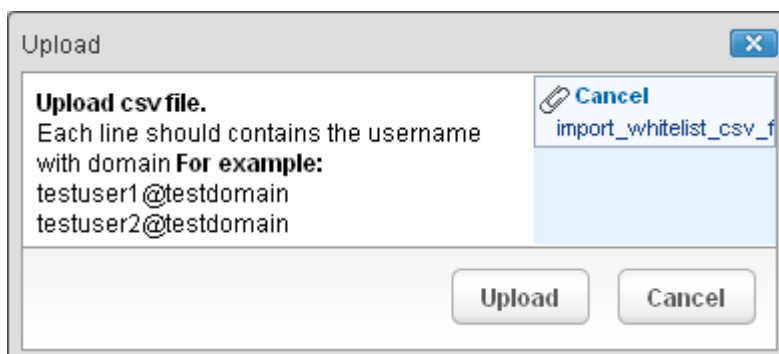 Upload
Upload csv file.
Each line should contains the username
with domain For example:
testuser1@testdomain
testuser2@testdomain
Cancel
import_whitelist_csv_f
Upload
Cancel